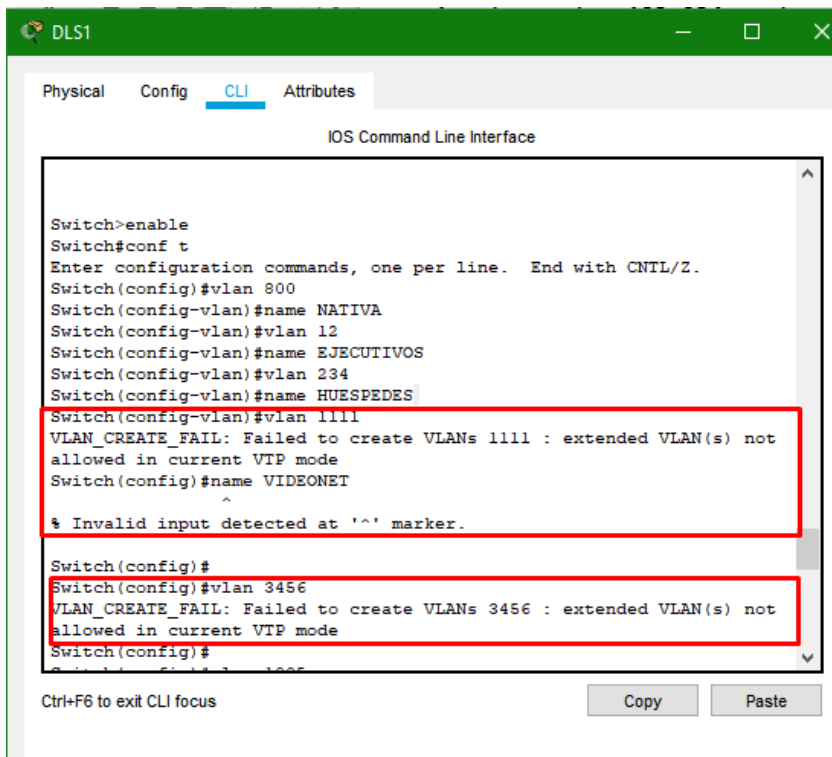 DLS1
Physical Config CLI Attributes
IOS Command Line Interface
Switch>enable
Switch#conf t
Enter configuration commands, one per line.  End with CNTL/Z.
Switch(config)#vlan 800
Switch(config-vlan)#name NATIVA
Switch(config-vlan)#vlan 12
Switch(config-vlan)#name EJECUTIVOS
Switch(config-vlan)#vlan 234
Switch(config-vlan)#name HUESPEDES
Switch(config-vlan)#vlan 1111
VLAN_CREATE_FAIL: Failed to create VLANs 1111 : extended VLAN(s) not
allowed in current VTP mode
Switch(config)#name VIDEONET
^
% Invalid input detected at '^' marker.
Switch(config)#
Switch(config)#vlan 3456
VLAN_CREATE_FAIL: Failed to create VLANs 3456 : extended VLAN(s) not
allowed in current VTP mode
Switch(config)#
Ctrl+F6 to exit CLI focus
Copy Paste